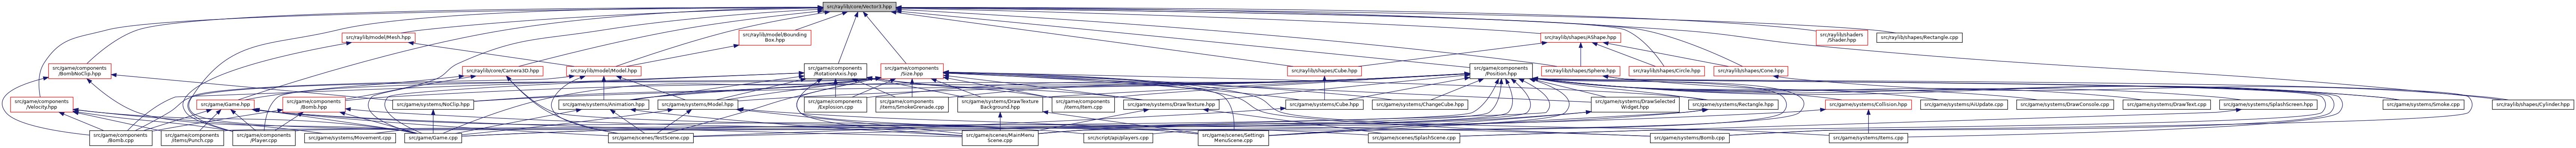 src/raylib/core/Vector3.hpp
src/raylib/model/Mesh.hpp
src/raylib/model/Bounding
Box.hpp
src/raylib/shapes/AShape.hpp
src/raylib/shaders
/Shader.hpp
src/raylib/shapes/Rectangle.cpp
src/game/components
/BombNoClip.hpp
src/raylib/core/Camera3D.hpp
src/raylib/model/Model.hpp
src/game/components
/RotationAxis.hpp
src/game/components
/Size.hpp
src/raylib/shapes/Cube.hpp
src/game/components
/Position.hpp
src/raylib/shapes/Sphere.hpp
src/raylib/shapes/Circle.hpp
src/raylib/shapes/Cone.hpp
src/game/components
/Velocity.hpp
src/game/Game.hpp
src/game/components
/Bomb.hpp
src/game/systems/NoClip.hpp
src/game/systems/Animation.hpp
src/game/systems/Model.hpp
src/game/components
/Explosion.cpp
src/game/components
/items/SmokeGrenade.cpp
src/game/systems/DrawTexture
Background.hpp
src/game/components
/items/Item.cpp
src/game/systems/DrawTexture.hpp
src/game/systems/Cube.hpp
src/game/systems/ChangeCube.hpp
src/game/systems/DrawSelected
Widget.hpp
src/game/systems/Rectangle.hpp
src/game/systems/Collision.hpp
src/game/systems/AiUpdate.cpp
src/game/systems/DrawConsole.cpp
src/game/systems/DrawText.cpp
src/game/systems/SplashScreen.hpp
src/game/systems/Smoke.cpp
src/raylib/shapes/Cylinder.hpp
src/game/components
/Bomb.cpp
src/game/components
/items/Punch.cpp
src/game/components
/Player.cpp
src/game/systems/Movement.cpp
src/game/Game.cpp
src/game/scenes/TestScene.cpp
src/game/scenes/MainMenu
Scene.cpp
src/script/api/players.cpp
src/game/scenes/Settings
Menu/scene.cpp
src/game/scenes/SplashScene.cpp
src/game/systems/Bomb.cpp
src/game/systems/Items.cpp